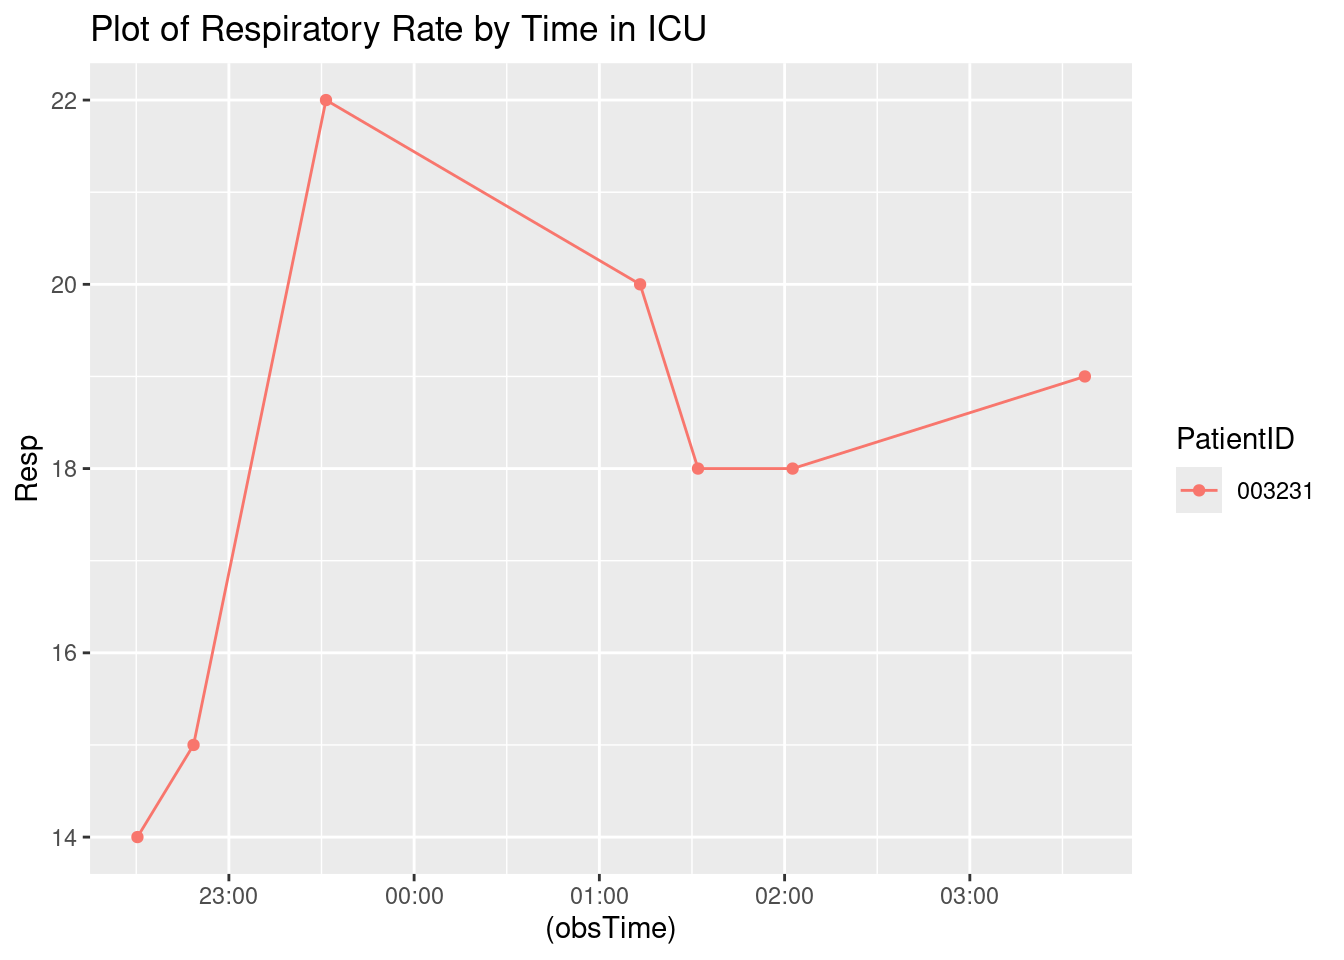 Plot of Respiratory Rate by Time in ICU
22
20
18
16
14
Resp
23:00 00:00 01:00 02:00 03:00
(obsTime)
PatientID
003231